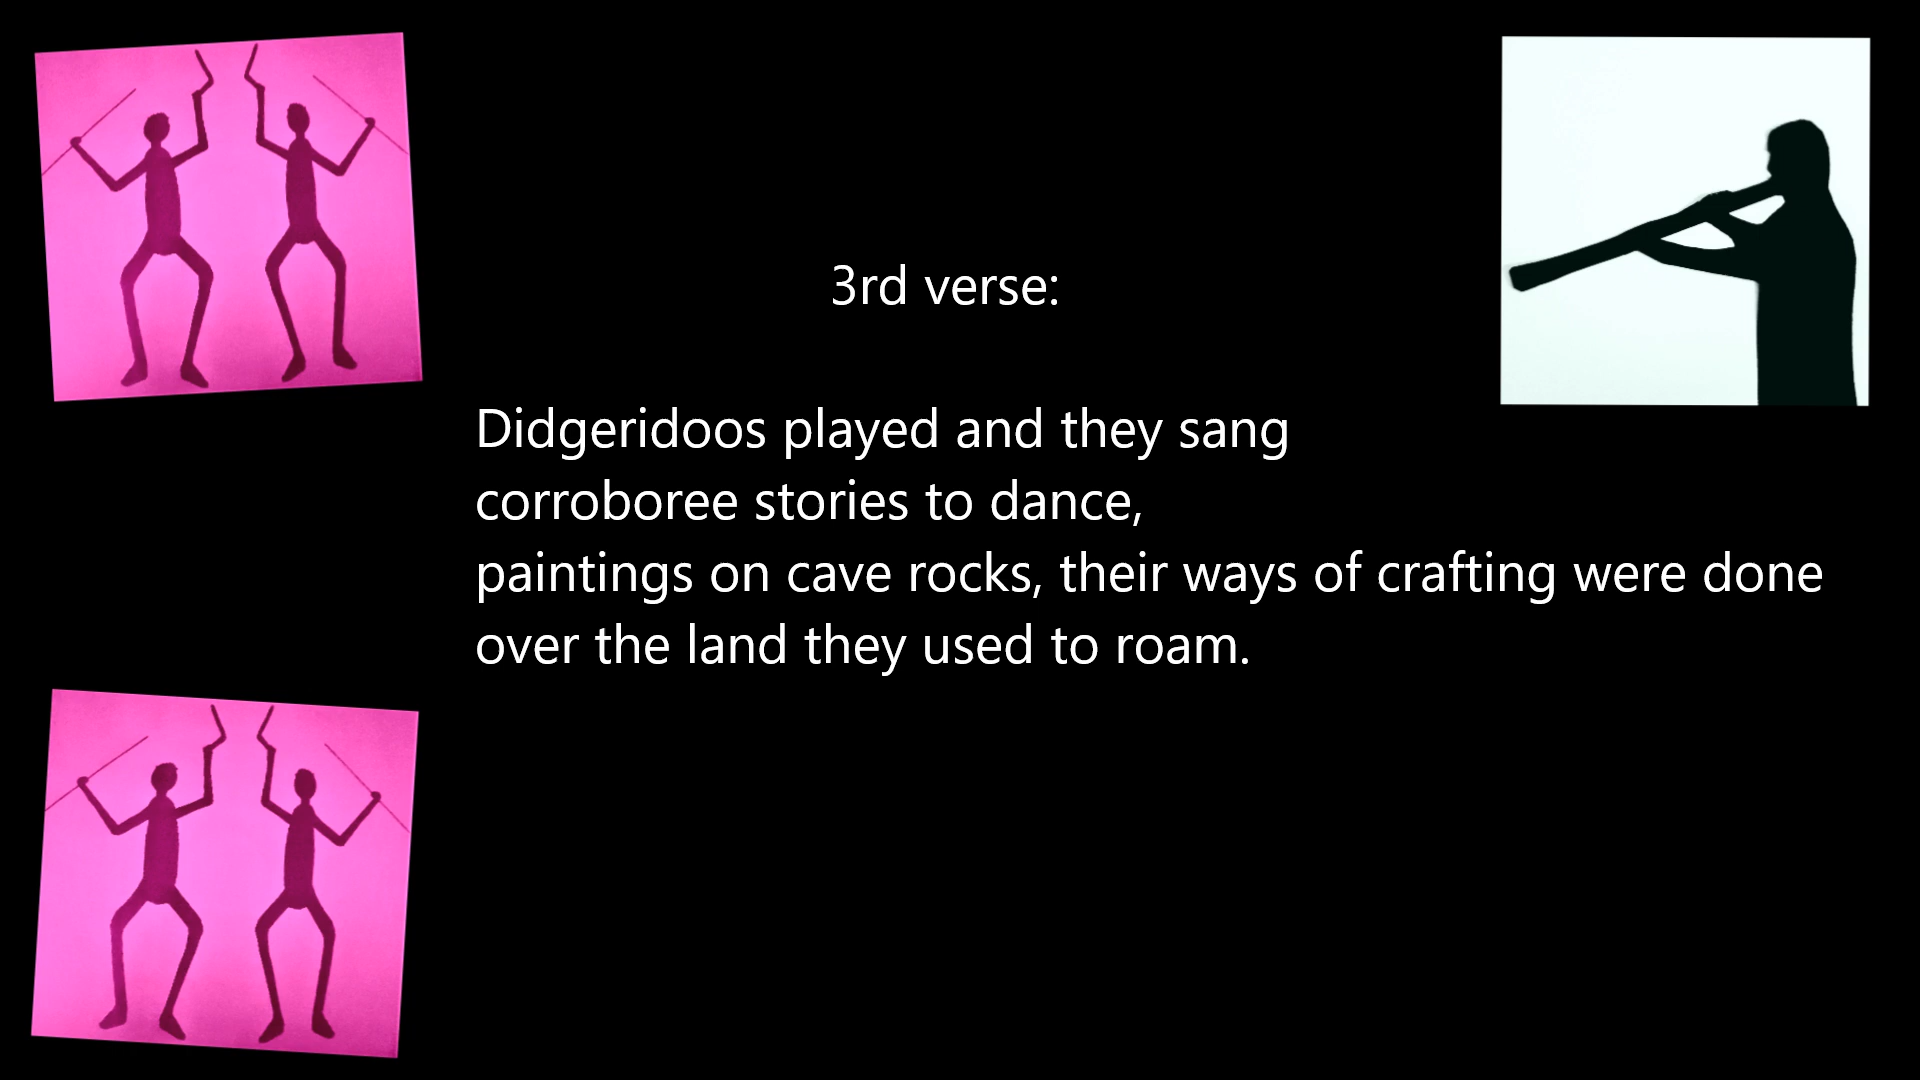 3rd verse:
Didgeridoos played and they sang
corroboree stories to dance,
paintings on cave rocks, their ways of crafting were done
over the land they used to roam.